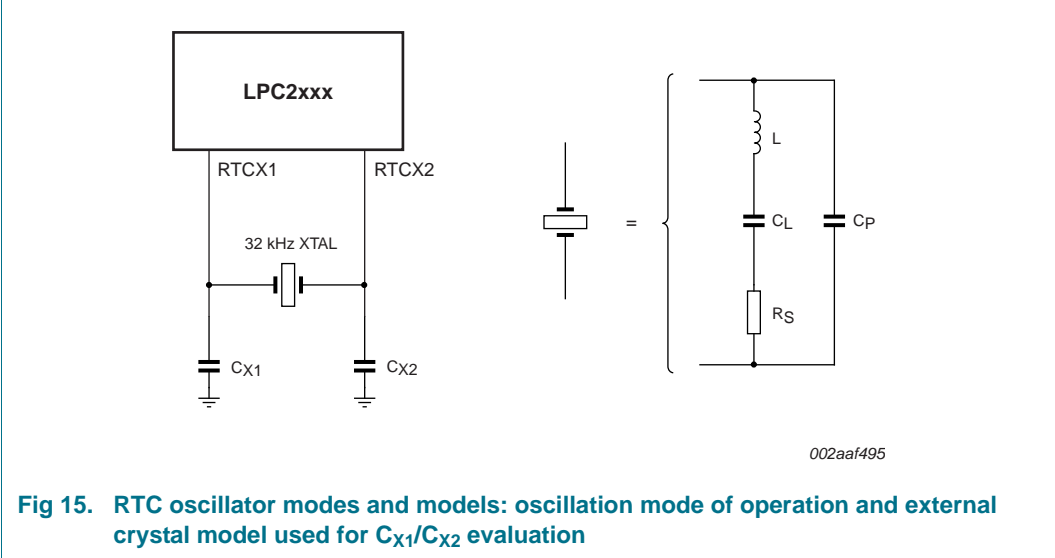 LPC2xxx
RTCX1
RTCX2
32 kHz XTAL
CX1
CX2
=
L
CL
CP
RS
002aaf495
Fig 15. RTC oscillator modes and models: oscillation mode of operation and external
crystal model used for CX1/CX2 evaluation